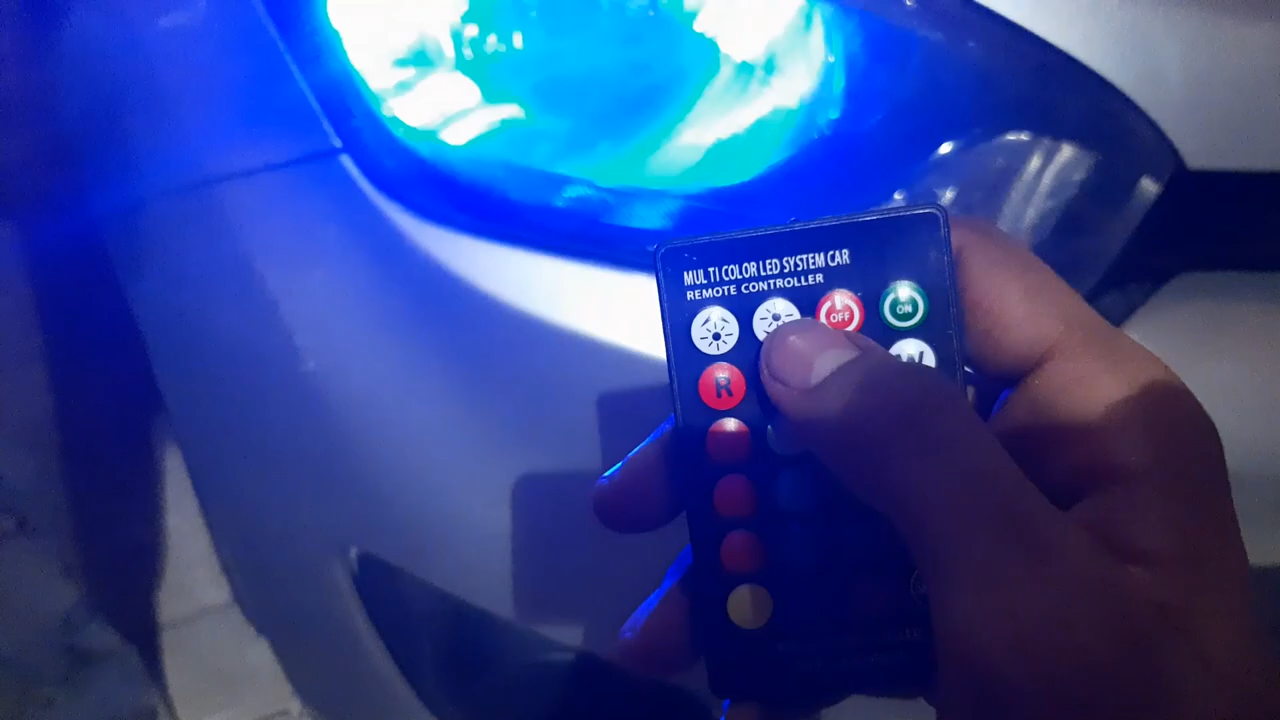 MULTI COLOR LED SYSTEM CAR
REMOTE CONTROLLER
OFF
ON
R
W